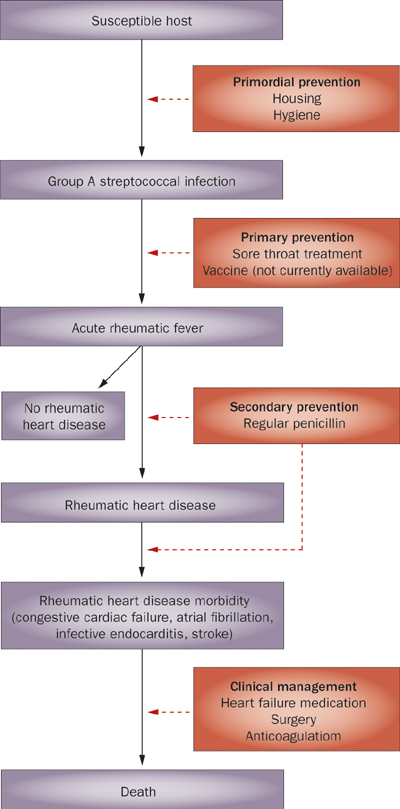 Susceptible host
Primordial prevention
Housing
Hygiene
Group A streptococcal infection
Primary prevention
Sore throat treatment
Vaccine (not currently available)
Acute rheumatic fever
No rheumatic
heart disease
Secondary prevention
Regular penicillin
Rheumatic heart disease
Rheumatic heart disease morbidity
(congestive cardiac failure, atrial fibrillation,
infective endocarditis, stroke)
Clinical management
Heart failure medication
Surgery
Anticoagulatiom
Death